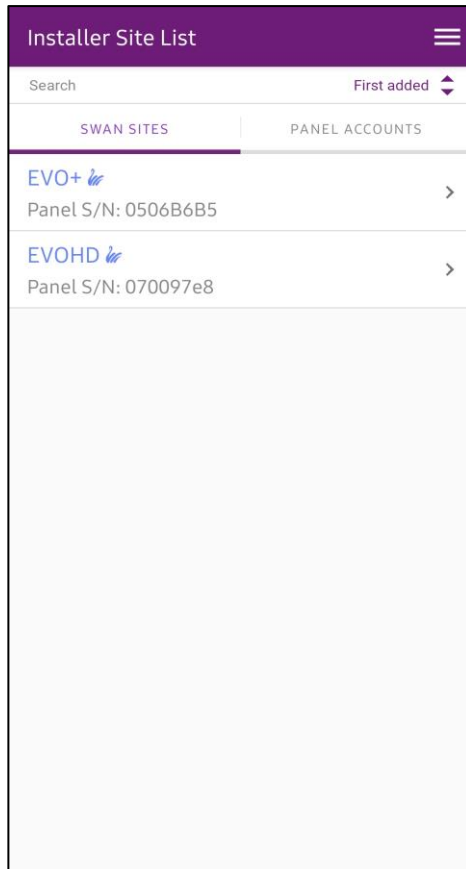 Installer Site List
Search First added
SWAN SITES PANEL ACCOUNTS
EVO+
Panel S/N: 0506B6B5
EVOHD
Panel S/N: 070097e8